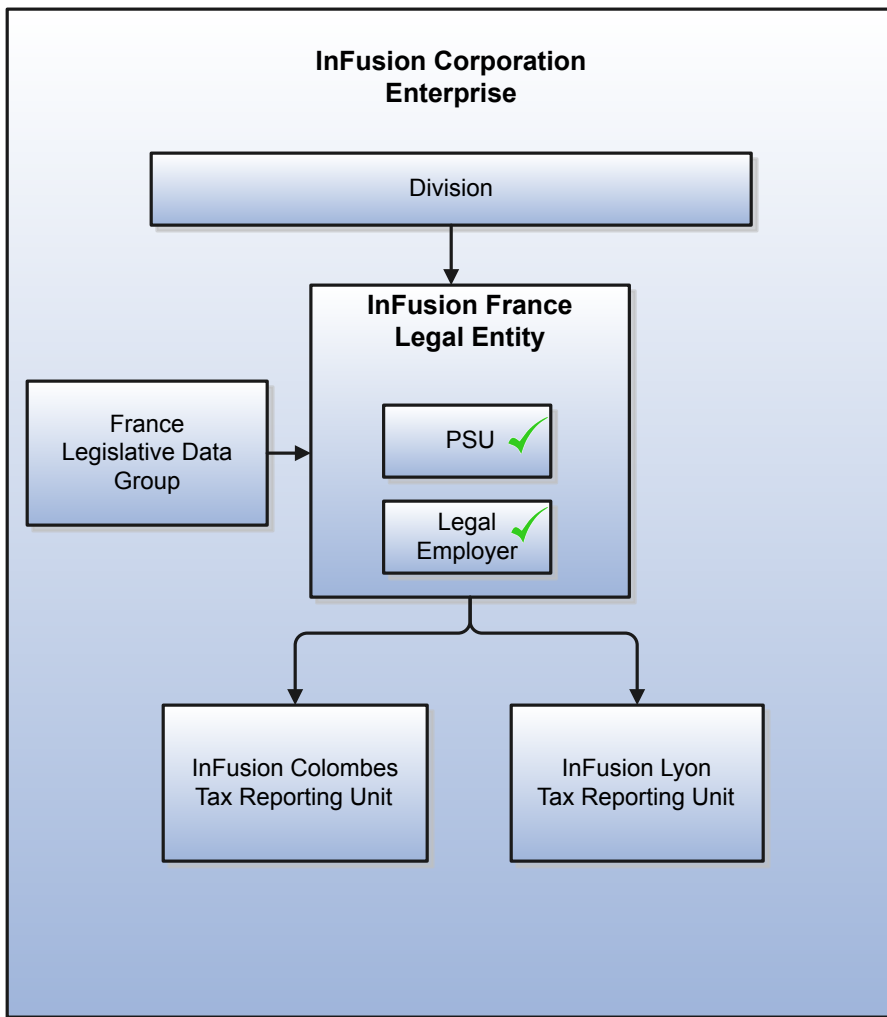 InFusion Corporation
Enterprise
Division
InFusion France
Legal Entity
France
Legislative Data
Group
PSU
Legal
Employer
InFusion Colombes
Tax Reporting Unit
InFusion Lyon
Tax Reporting Unit